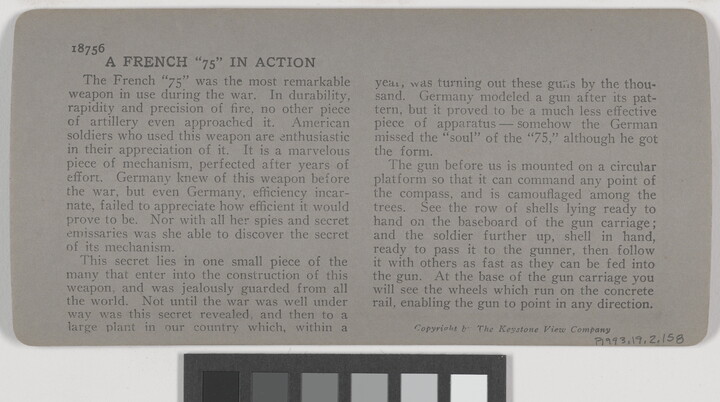 18756
A FRENCH "75" IN ACTION
The French "75" was the most remarkable
weapon in use during the war. In durability,
rapidity and precision of fire, no other piece
of artillery even approached it. American
soldiers who used this weapon are enthusiastic
in their appreciation of it. It is a marvelous
piece of mechanism, perfected after years of
effort. Germany knew of this weapon before
the war, but even Germany, efficiency incar-
nate, failed to appreciate how efficient it would
prove to be. Nor with all her spies and secret
emissaries was she able to discover the secret
of its mechanism.
This secret lies in one small piece of the
many that enter into the construction of this
weapon, and was jealously guarded from all
the world. Not until the war was well under
way was this secret revealed, and then to a
large plant in our country which, within a
year, was turning out these guns by the thou-
sand. Germany modeled a gun after its pat-
tern, but it proved to be a much less effective
piece of apparatus — somehow the German
missed the "soul" of the "75," although he got
the form.
The gun before us is mounted on a circular
platform so that it can command any point of
the compass, and is camouflaged among the
trees. See the row of shells lying ready to
hand on the baseboard of the gun carriage;
and the soldier further up, shell in hand,
ready to pass it to the gunner, then follow
it with others as fast as they can be fed into
the gun. At the base of the gun carriage you
will see the wheels which run on the concrete
rail, enabling the gun to point in any direction.
Copyright by The Keystone View Company
P1993.19.2.158